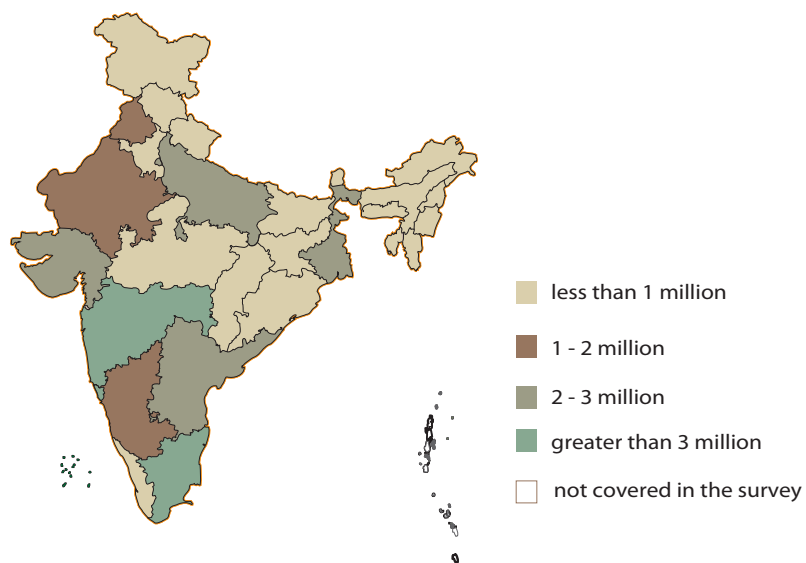 less than 1 million
1 - 2 million
2 - 3 million
greater than 3 million
not covered in the survey